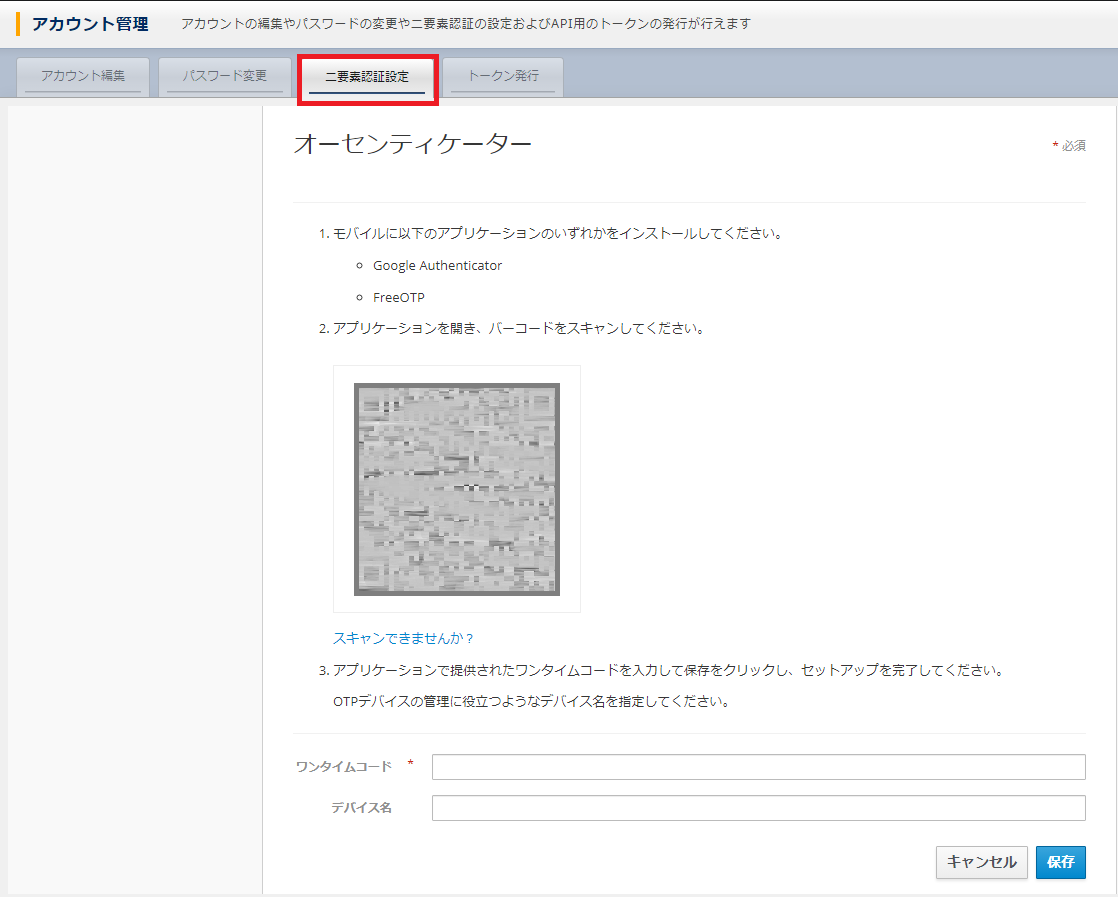 アカウント管理 アカウントの編集やパスワードの変更や二要素認証の設定およびAPI用のトークンの発行が行えます
アカウント編集 パスワード変更 二要素認証設定 トークン発行
オーセンティケーター
* 必須
1. モバイルに以下のアプリケーションのいずれかをインストールしてください。
Google Authenticator
FreeOTP
2. アプリケーションを開き、バーコードをスキャンしてください。
スキャンできませんか？
3. アプリケーションで提供されたワンタイムコードを入力して保存をクリックし、セットアップを完了してください。
OTPデバイスの管理に役立つようなデバイス名を指定してください。
ワンタイムコード *
デバイス名
キャンセル 保存